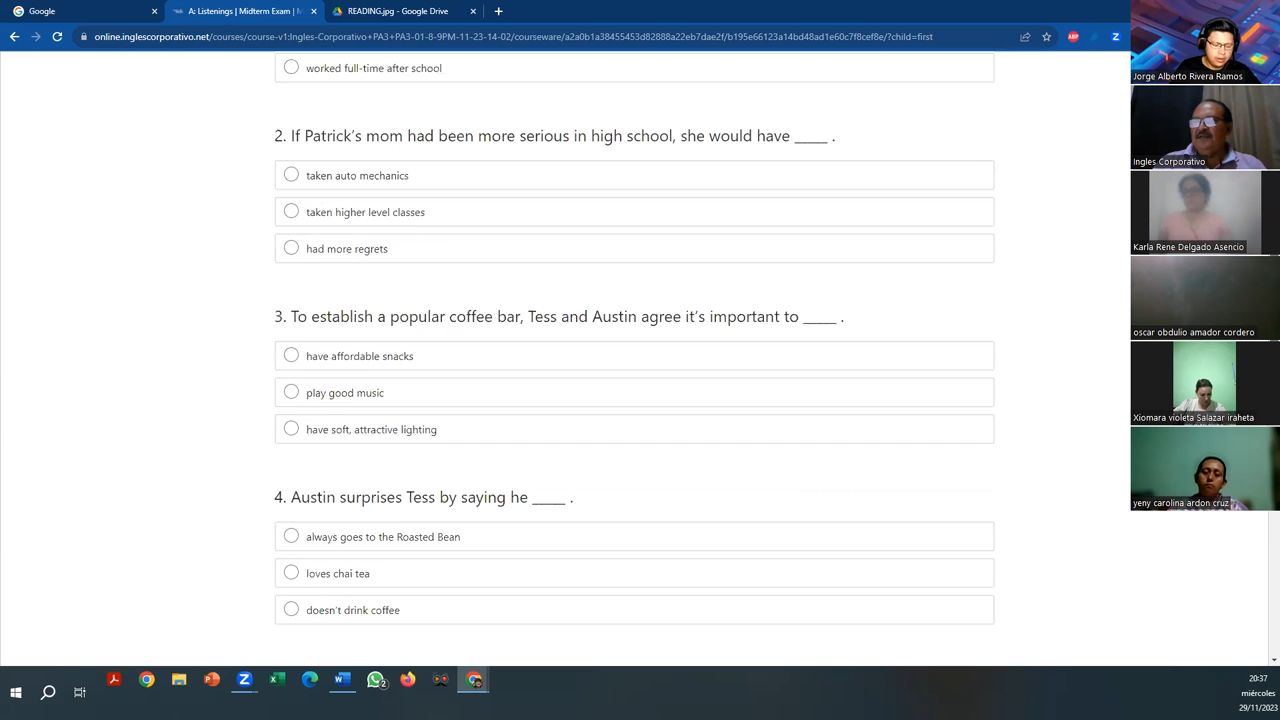 Google
A: Listenings | Midterm Exam | M
READING.jpg - Google Drive
online.inglescorporativo.net/courses/course-v1:Ingles-Corporativo+PA3+PA3-01-8-9PM-11-23-14-02/courseware/a2a0b1a38455453d82888a22eb7dae2f/b195e66123a14bd48ad1e60c7f8cef8e/?child=first
worked full-time after school
2. If Patrick's mom had been more serious in high school, she would have _____ .
taken auto mechanics
taken higher level classes
had more regrets
3. To establish a popular coffee bar, Tess and Austin agree it's important to _____ .
have affordable snacks
play good music
have soft, attractive lighting
4. Austin surprises Tess by saying he _____ .
always goes to the Roasted Bean
loves chai tea
doesn't drink coffee
Jorge Alberto Rivera Ramos
Ingles Corporativo
Karla Rene Delgado Asencio
oscar obdulio amador cordero
Xiomara violeta Salazar iraheta
yeny carolina ardon cruz
2
20:37
miércoles
29/11/2023